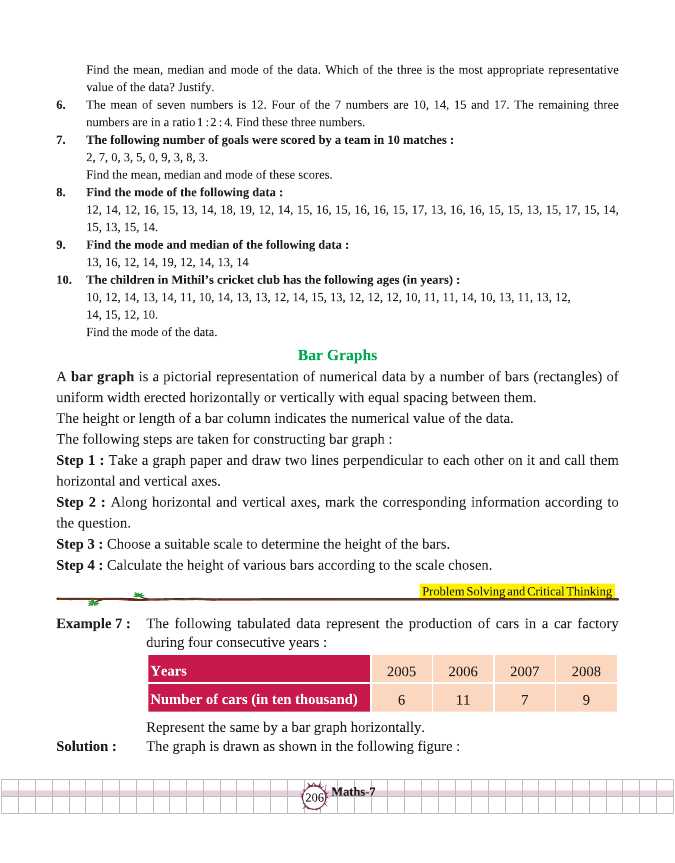 Find the mean, median and mode of the data. Which of the three is the most appropriate representative
value of the data? Justify.
6. The mean of seven numbers is 12. Four of the 7 numbers are 10, 14, 15 and 17. The remaining three
numbers are in a ratio 1 : 2 : 4. Find these three numbers.
7. The following number of goals were scored by a team in 10 matches :
2, 7, 0, 3, 5, 0, 9, 3, 8, 3.
Find the mean, median and mode of these scores.
8. Find the mode of the following data :
12, 14, 12, 16, 15, 13, 14, 18, 19, 12, 14, 15, 16, 15, 16, 16, 15, 17, 13, 16, 16, 15, 15, 13, 15, 17, 15, 14,
15, 13, 15, 14.
9. Find the mode and median of the following data :
13, 16, 12, 14, 19, 12, 14, 13, 14
10. The children in Mithil's cricket club has the following ages (in years) :
10, 12, 14, 13, 14, 11, 10, 14, 13, 13, 12, 14, 15, 13, 12, 12, 12, 10, 11, 11, 14, 10, 13, 11, 13, 12,
14, 15, 12, 10.
Find the mode of the data.
Bar Graphs
A bar graph is a pictorial representation of numerical data by a number of bars (rectangles) of
uniform width erected horizontally or vertically with equal spacing between them.
The height or length of a bar column indicates the numerical value of the data.
The following steps are taken for constructing bar graph :
Step 1 : Take a graph paper and draw two lines perpendicular to each other on it and call them
horizontal and vertical axes.
Step 2 : Along horizontal and vertical axes, mark the corresponding information according to
the question.
Step 3 : Choose a suitable scale to determine the height of the bars.
Step 4 : Calculate the height of various bars according to the scale chosen.
Problem Solving and Critical Thinking
Example 7 : The following tabulated data represent the production of cars in a car factory
during four consecutive years :
Years 2005 2006 2007 2008
Number of cars (in ten thousand) 6 11 7 9
Represent the same by a bar graph horizontally.
Solution : The graph is drawn as shown in the following figure :
206 Maths-7